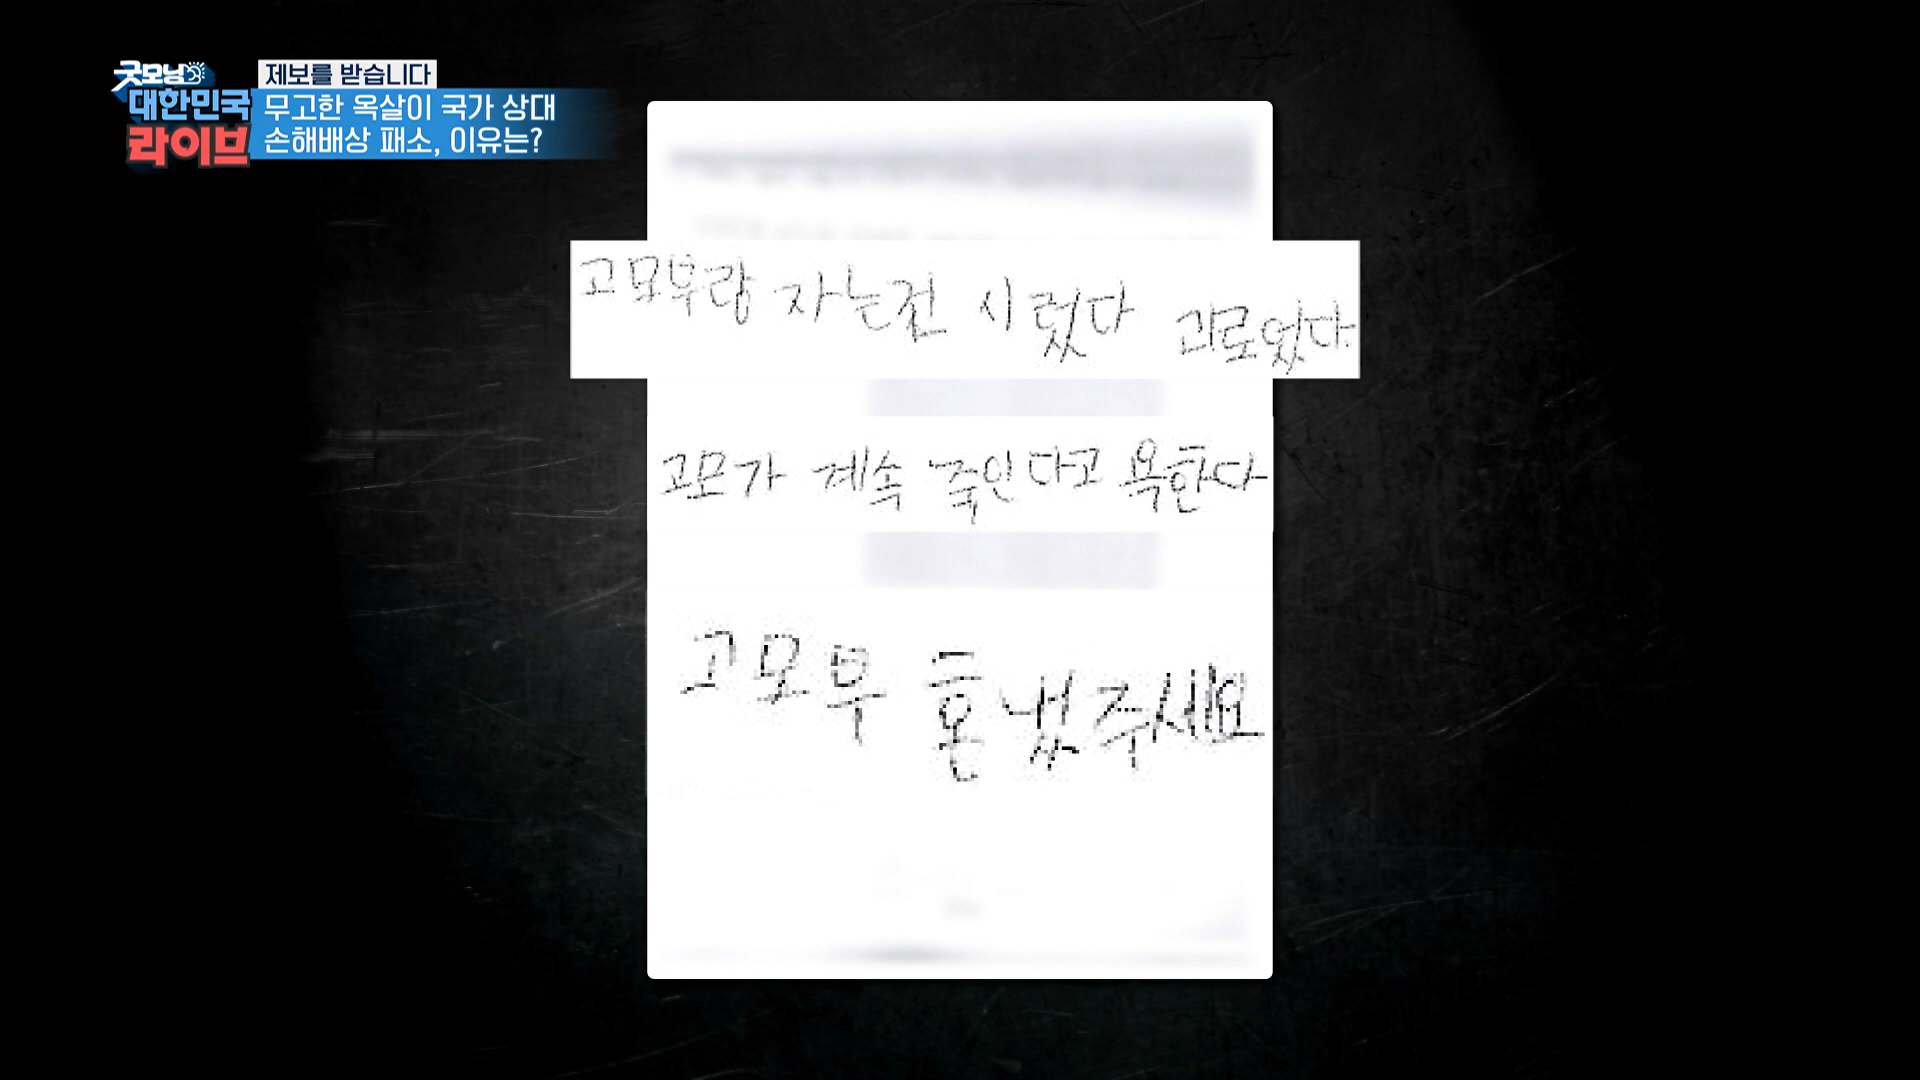 굿모닝
대한민국
라이브
제보를 받습니다
무고한 옥살이 국가 상대
손해배상 패소, 이유는?
고모부랑 자는건 시렀다 괴로었다.
고모가 계속 죽인다고 욕한다
고모부 혼냈주세요